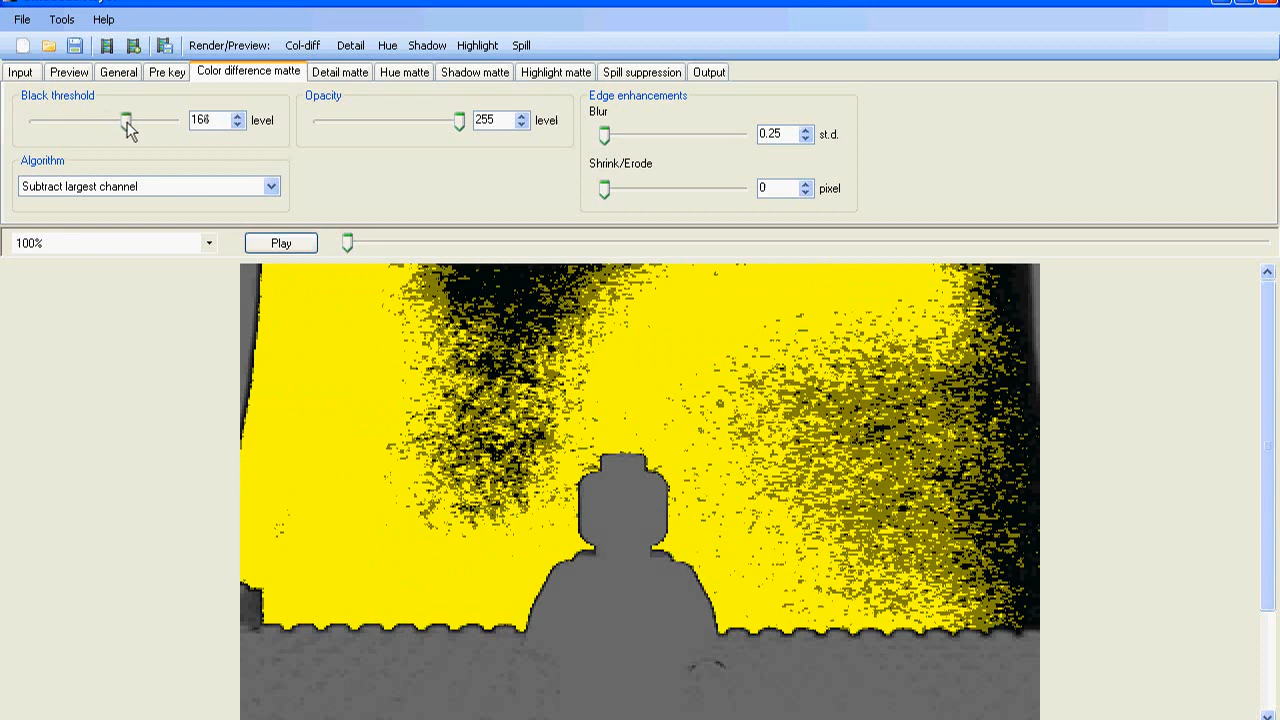 File Tools Help
Render/Preview: Col-diff Detail Hue Shadow Highlight Spill
Input Preview General Pre key Color difference matte Detail matte Hue matte Shadow matte Highlight matte Spill suppression Output
Black threshold Opacity Edge enhancements
Blur
166 level 255 level 0.25 st.d.
Algorithm Shrink/Erode
Subtract largest channel 0 pixel
100% Play